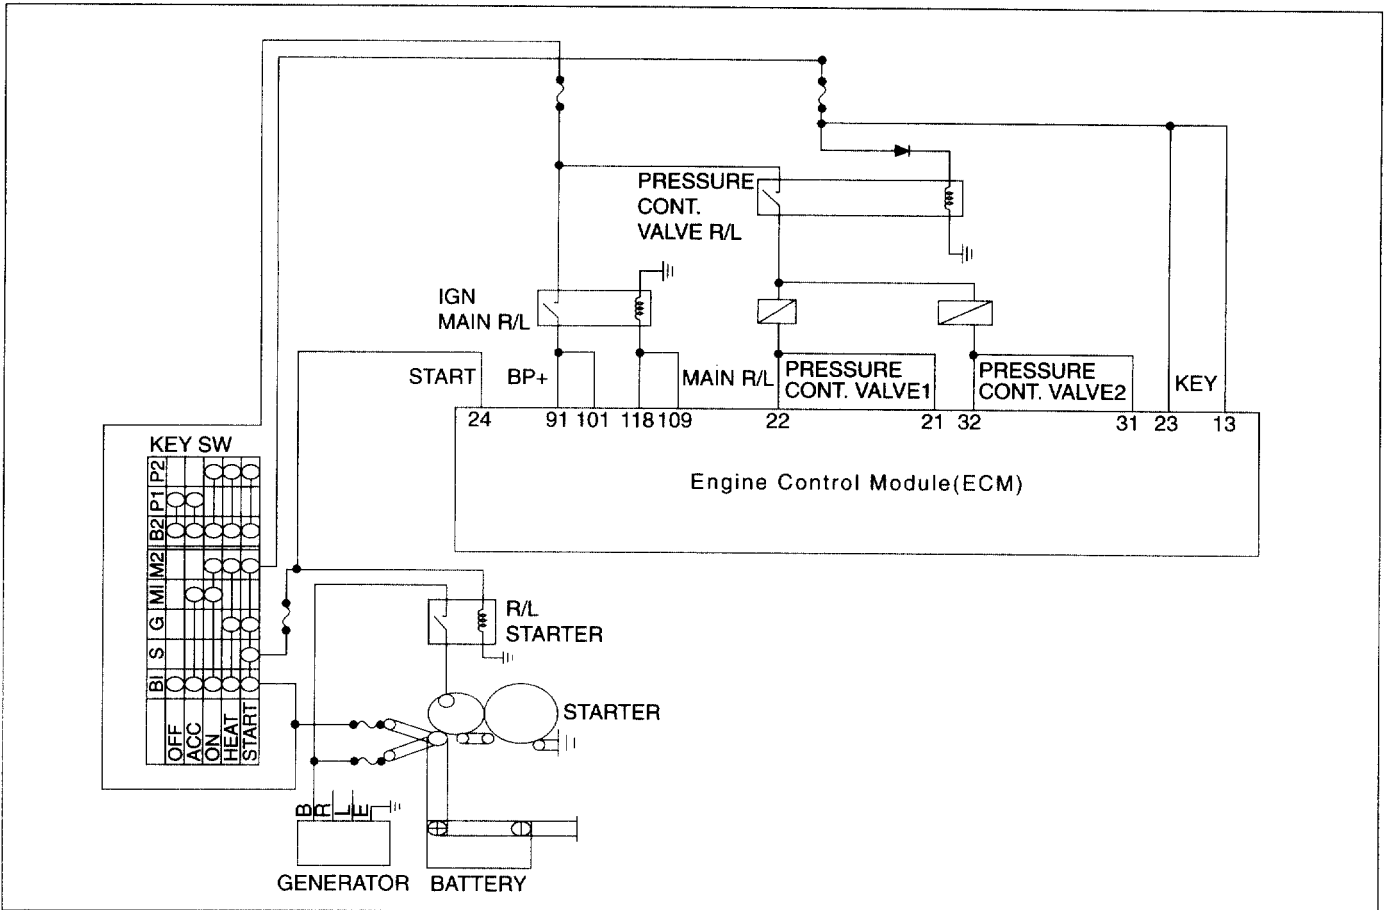 PRESSURE
CONT.
VALVE R/L
IGN
MAIN R/L
START
BP+
MAIN R/L
PRESSURE
CONT. VALVE1
PRESSURE
CONT. VALVE2
KEY
24 91 101 118 109 22 21 32 31 23 13
Engine Control Module(ECM)
KEY SW
P2
P1
B2
M2
MI
G
S
BI
OFF
ACC
ON
HEAT
START
R/L
STARTER
STARTER
B R L E
GENERATOR
BATTERY